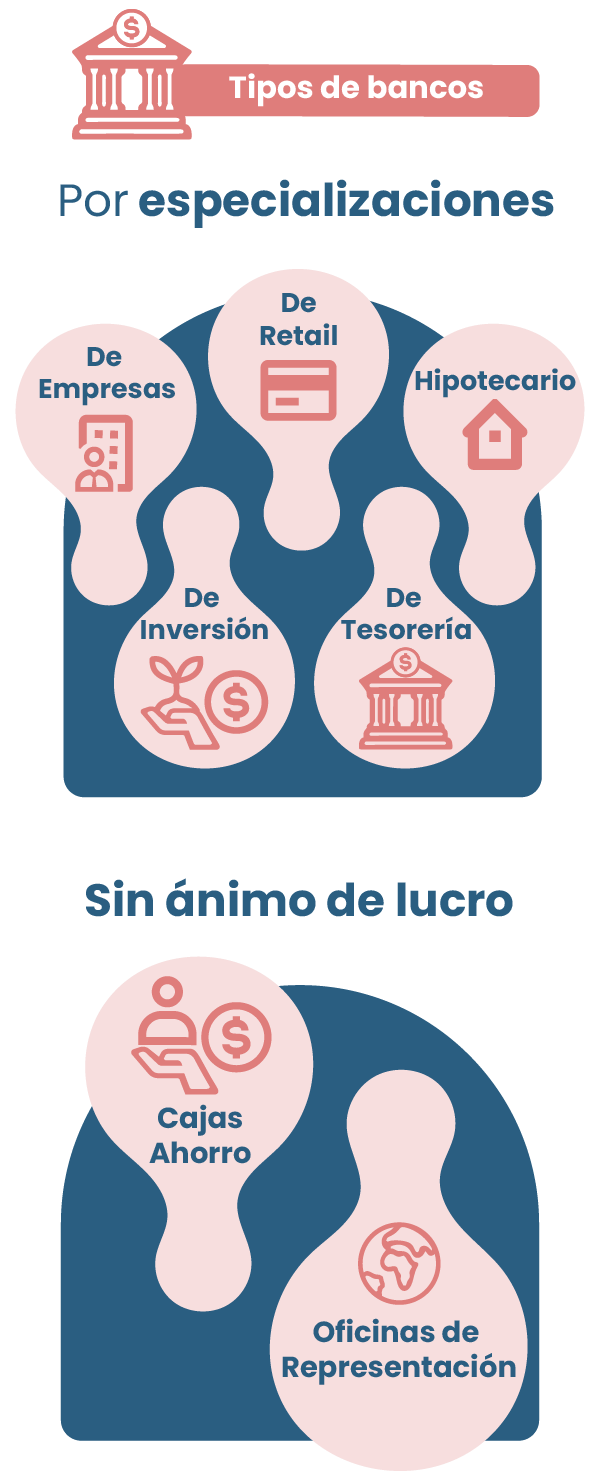 Tipos de bancos
Por especializaciones
De
Retail
De
Empresas
Hipotecario
De
Inversión
De
Tesorería
Sin ánimo de lucro
Cajas
Ahorro
Oficinas de
Representación